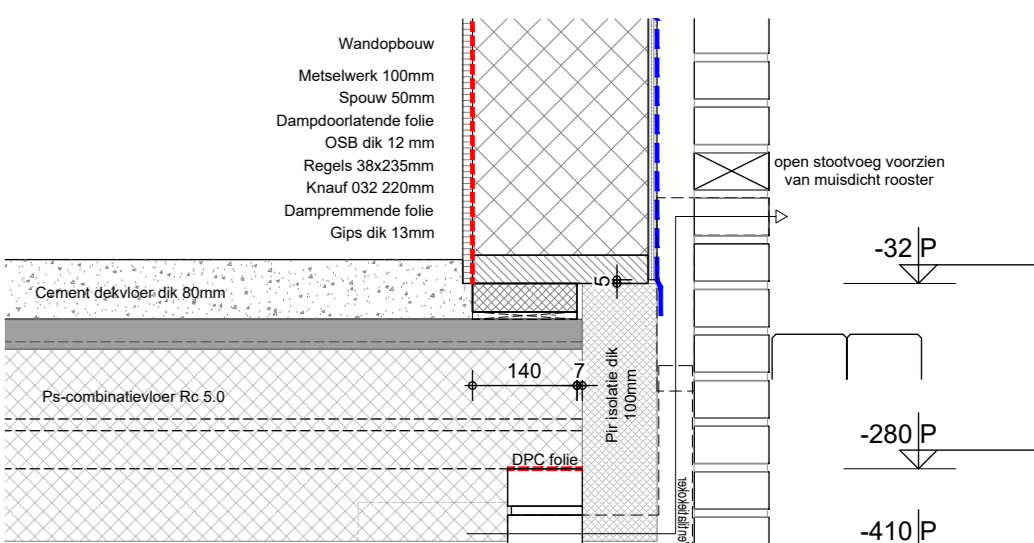 Wandopbouw
Metselwerk 100mm
Spouw 50mm
Dampdoorlatende folie
OSB dik 12 mm
Regels 38x235mm
Knauf 032 220mm
Dampremmende folie
Gips dik 13mm
open stootvoeg voorzien
van muisdicht rooster
-32 P
5
Cement dekvloer dik 80mm
140 7
Pir isolatie dik
100mm
Ps-combinatievloer Rc 5.0
-280 P
DPC folie
-410 P